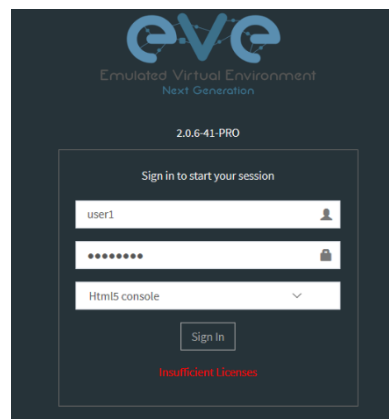 eve
Emulated Virtual Environment
Next Generation
2.0.6-41-PRO
Sign in to start your session
user1
••••••••
Html5 console
Sign In
Insufficient Licenses